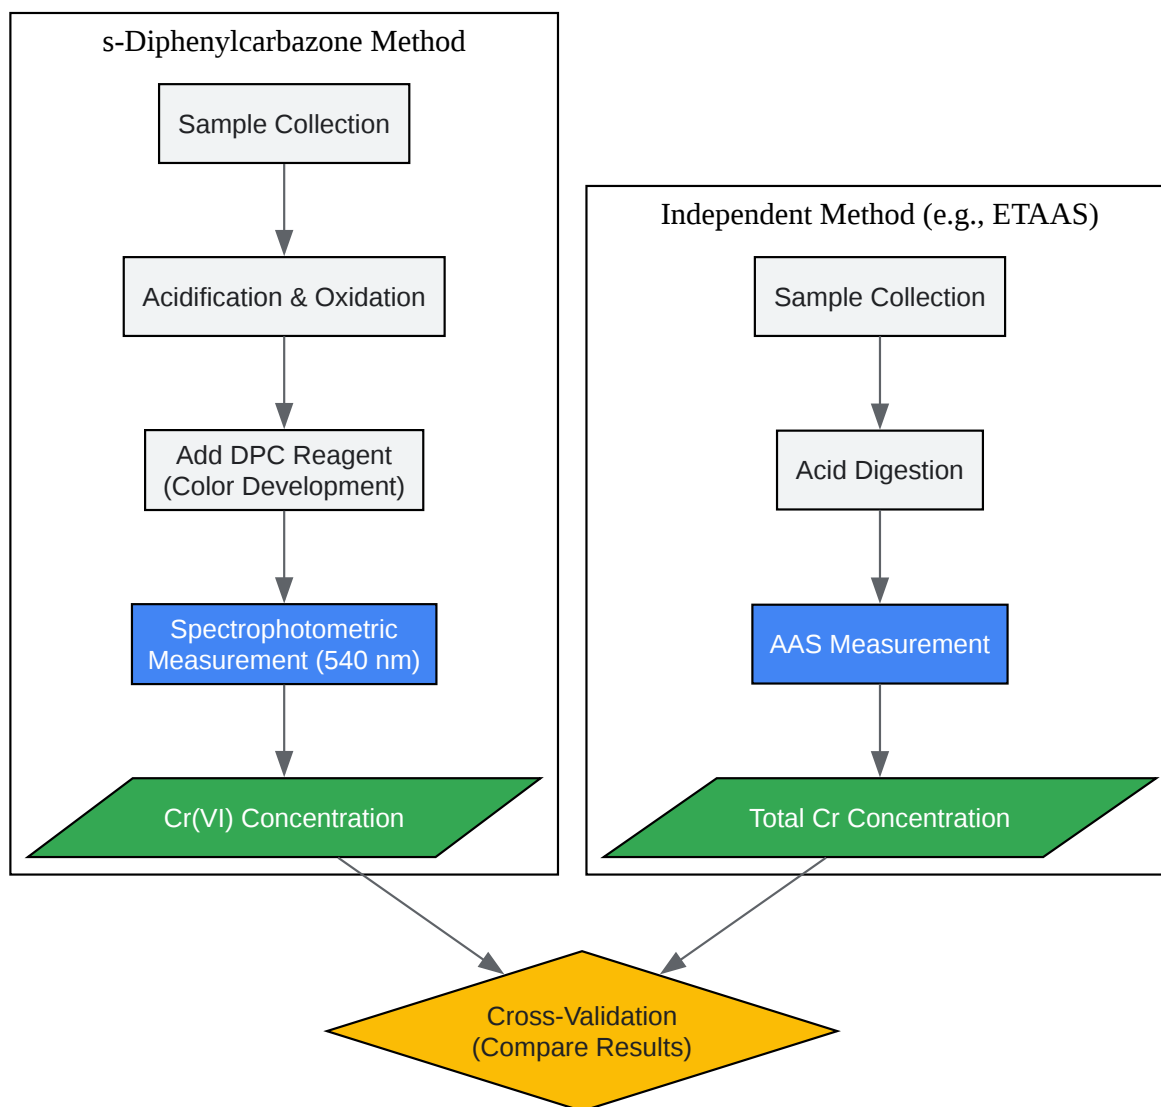 s-Diphenylcarbazone Method
Sample Collection
Acidification & Oxidation
Add DPC Reagent
(Color Development)
Spectrophotometric
Measurement (540 nm)
Cr(VI) Concentration
Independent Method (e.g., ETAAS)
Sample Collection
Acid Digestion
AAS Measurement
Total Cr Concentration
Cross-Validation
(Compare Results)